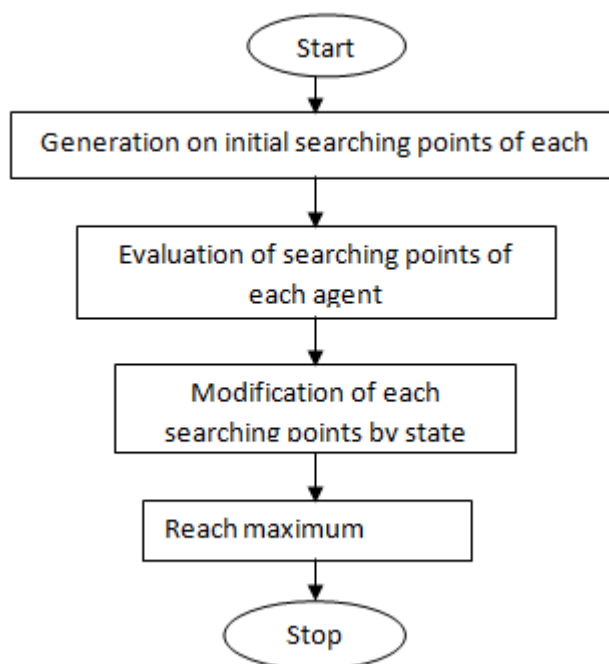 Start
Generation on initial searching points of each
Evaluation of searching points of
each agent
Modification of each
searching points by state
Reach maximum
Stop